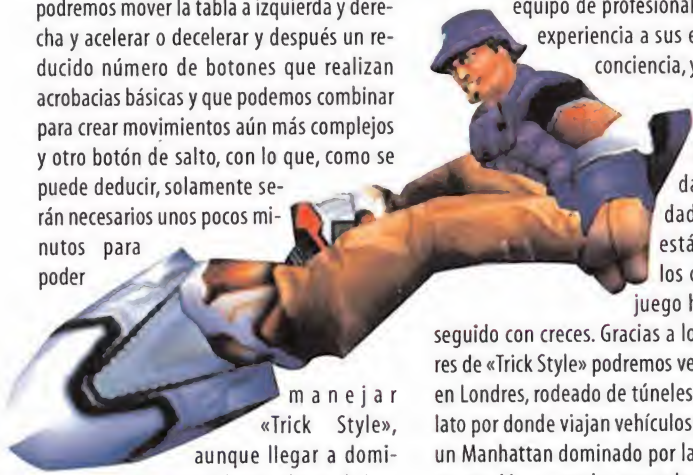 podremos mover la tabla a izquierda y dere-
cha y acelerar o decelerar y después un re-
ducido número de botones que realizan
acrobacias básicas y que podemos combinar
para crear movimientos aún más complejos
y otro botón de salto, con lo que, como se
puede deducir, solamente se-
rán necesarios unos pocos mi-
nutos para
poder
manejar
«Trick Style»,
aunque llegar a domi-
equipo de profesional
experiencia a sus
conciencia, y
está
los
juego
seguido con creces. Gracias a
res de «Trick Style» podremos
en Londres, rodeado de túneles
lato por donde viajan vehículos
un Manhattan dominado por la